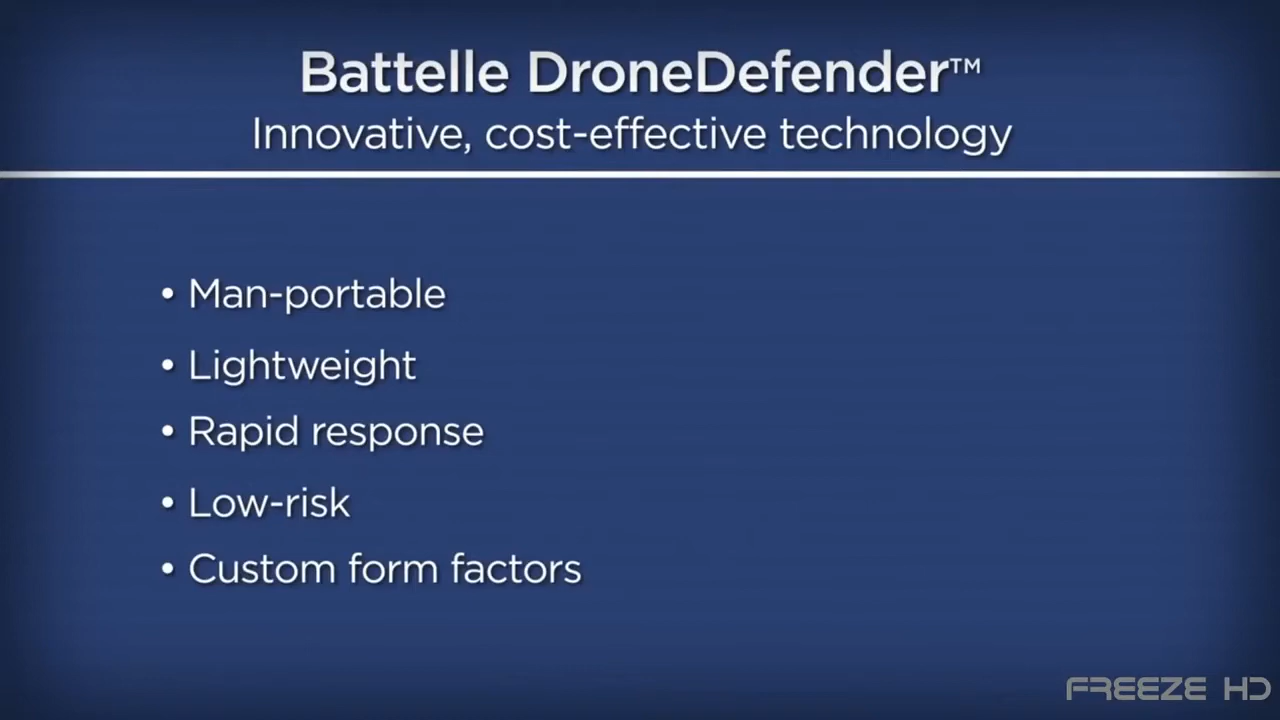 Battelle DroneDefender™
Innovative, cost-effective technology
• Man-portable
• Lightweight
• Rapid response
• Low-risk
• Custom form factors
FREEZE HD